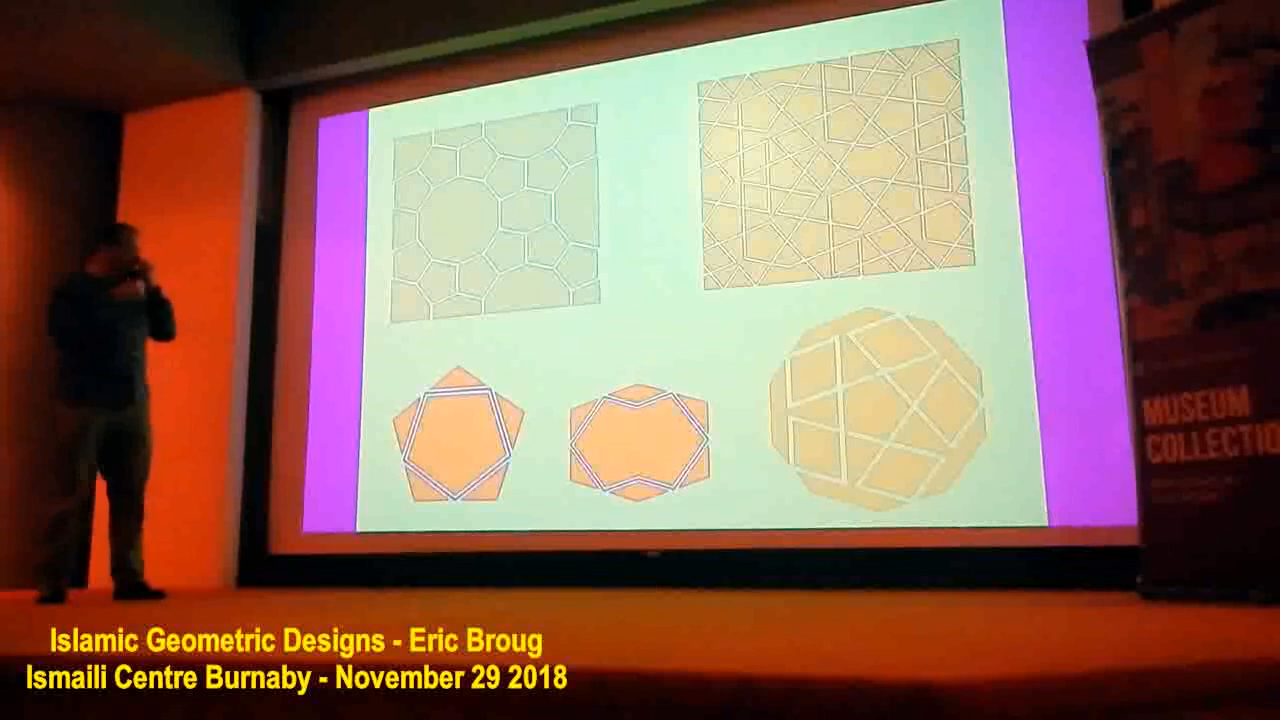 MUSEUM
COLLECTIO
Islamic Geometric Designs - Eric Broug
Ismaili Centre Burnaby - November 29 2018